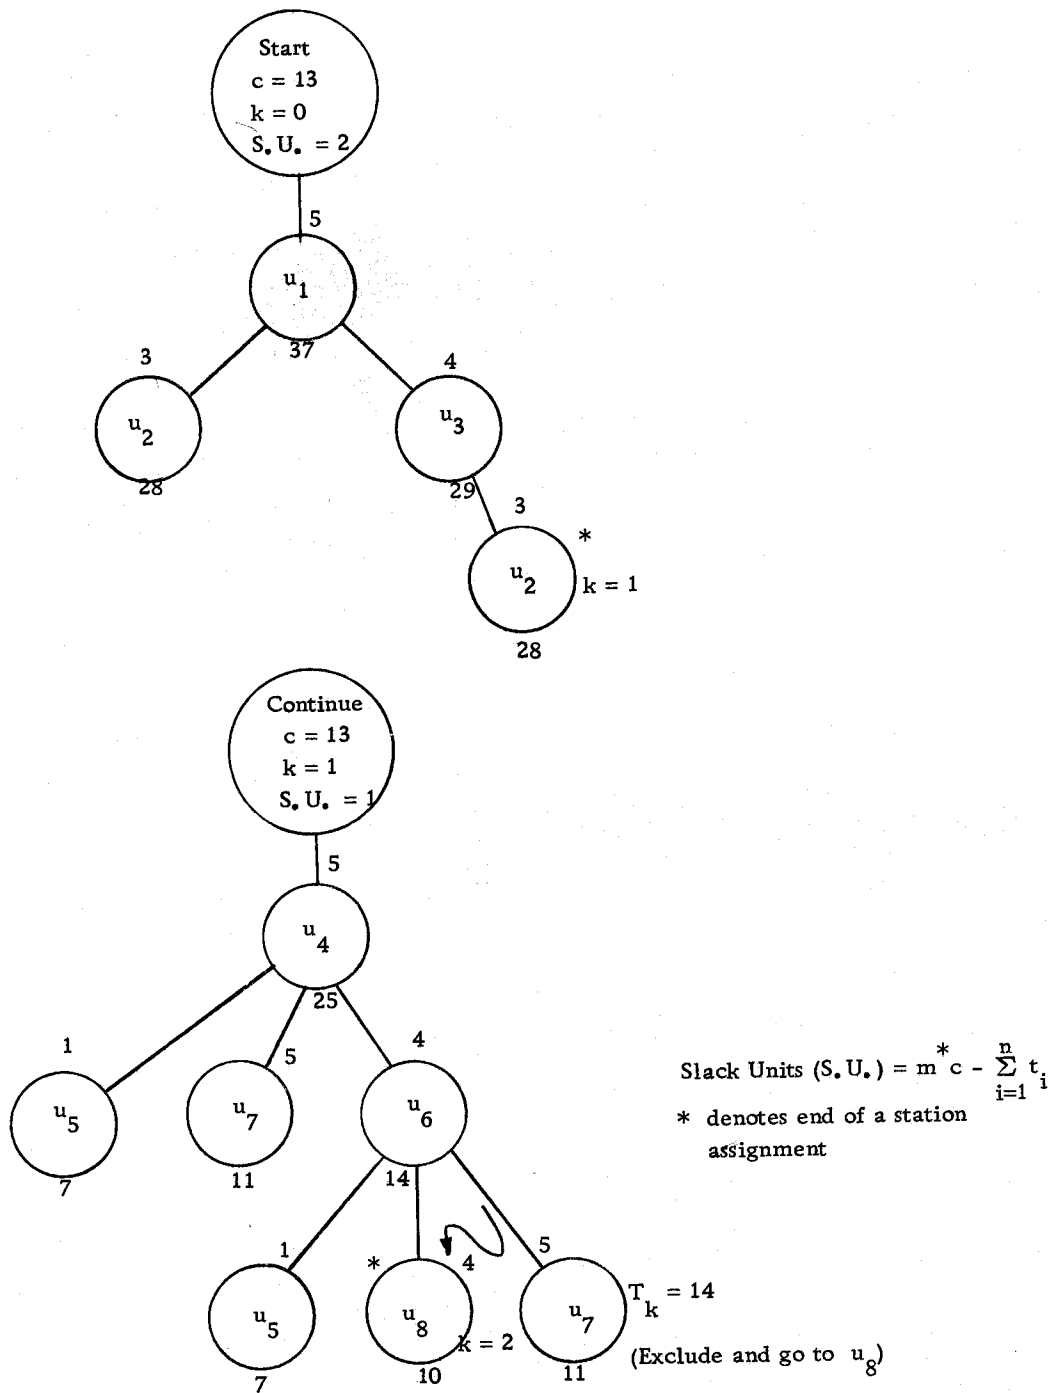 Start
c = 13
k = 0
S.U. = 2
5
u1
37
3
4
u2
u3
28
29
3
*
u2
k = 1
28
Continue
c = 13
k = 1
S.U. = 1
5
u4
25
1
5
4
u5
u7
u6
7
11
14
Slack Units (S.U.) = m*c - Σ ti
n
i=1
* denotes end of a station
assignment
1
*
4
5
u5
u8
k = 2
u7
Tk = 14
7
10
11
(Exclude and go to u8)